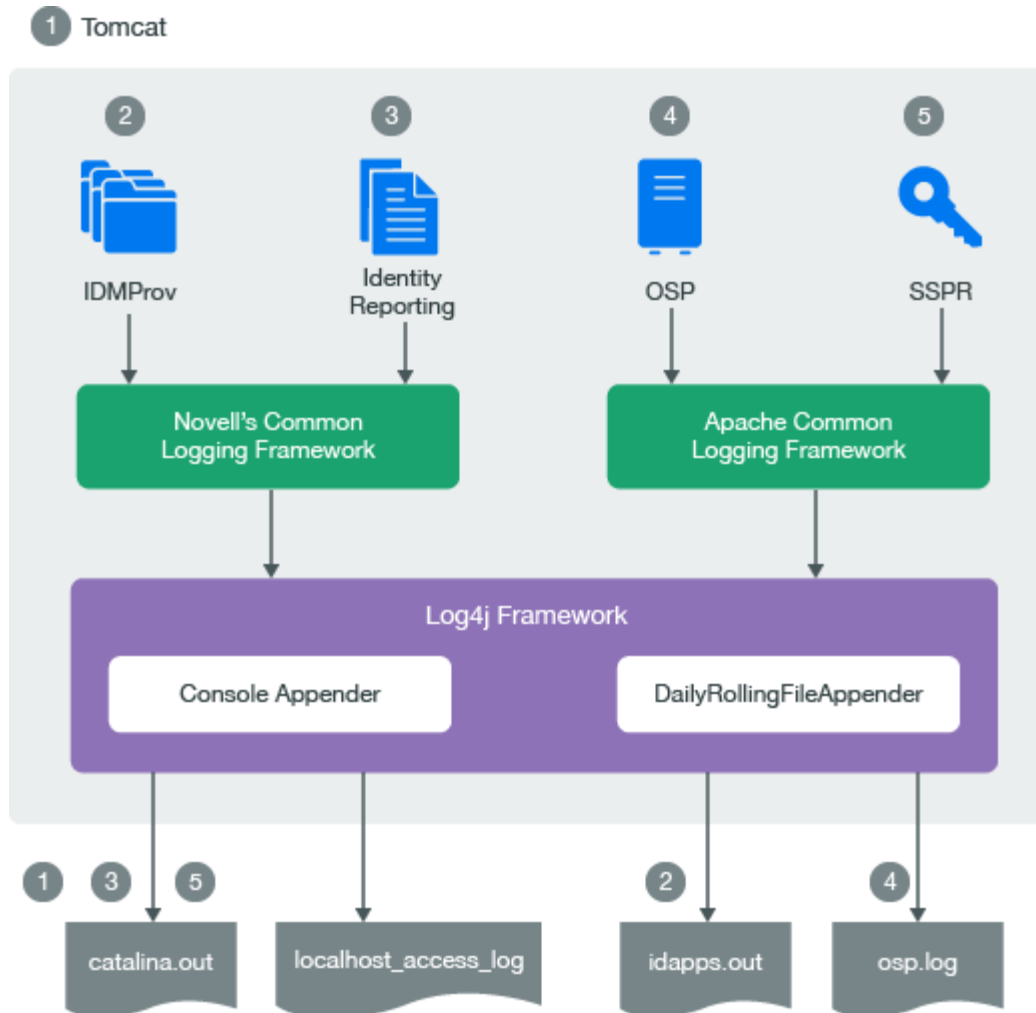 1 Tomcat
2 3 4 5
IDMProv
Identity
Reporting
OSP
SSPR
Novell's Common
Logging Framework
Apache Common
Logging Framework
Log4j Framework
Console Appender
DailyRollingFileAppender
1 3 5 2 4
catalina.out
localhost_access_log
idapps.out
osp.log